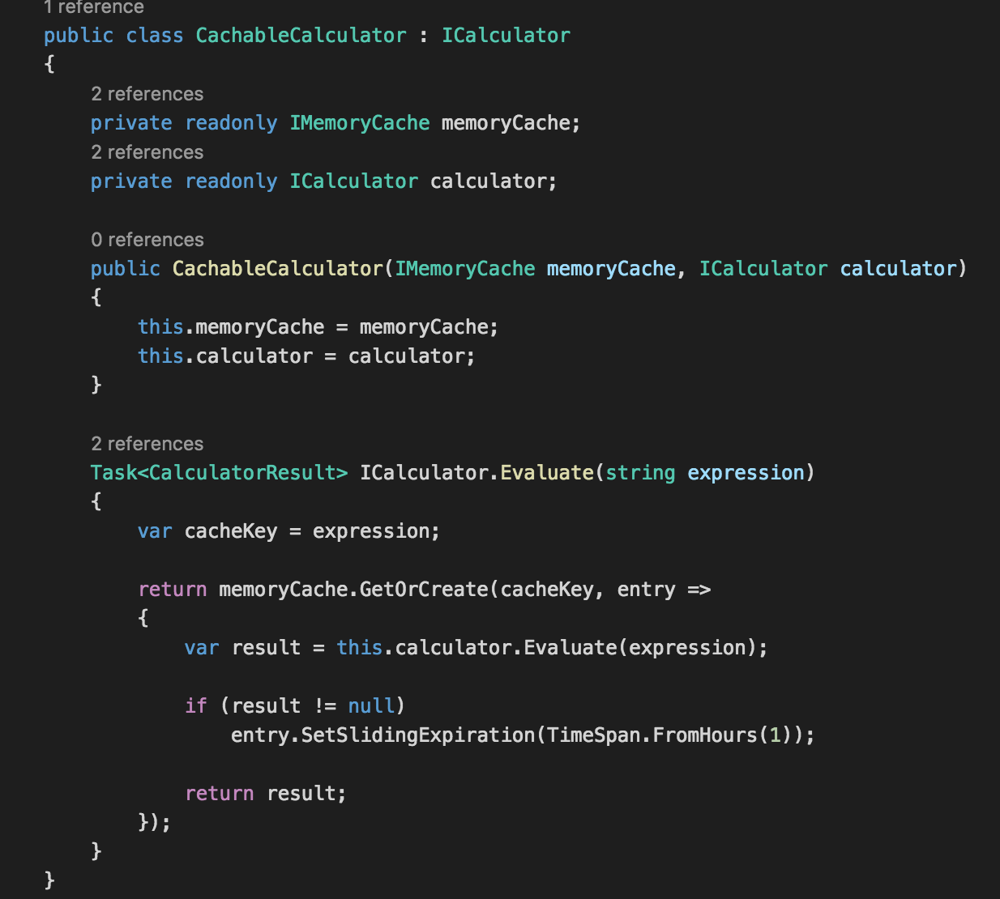 1 reference
public class CachableCalculator : ICalculator
{
2 references
private readonly IMemoryCache memoryCache;
2 references
private readonly ICalculator calculator;
0 references
public CachableCalculator(IMemoryCache memoryCache, ICalculator calculator)
{
this.memoryCache = memoryCache;
this.calculator = calculator;
}
2 references
Task<CalculatorResult> ICalculator.Evaluate(string expression)
{
var cacheKey = expression;
return memoryCache.GetOrCreate(cacheKey, entry =>
{
var result = this.calculator.Evaluate(expression);
if (result != null)
entry.SetSlidingExpiration(TimeSpan.FromHours(1));
return result;
});
}
}